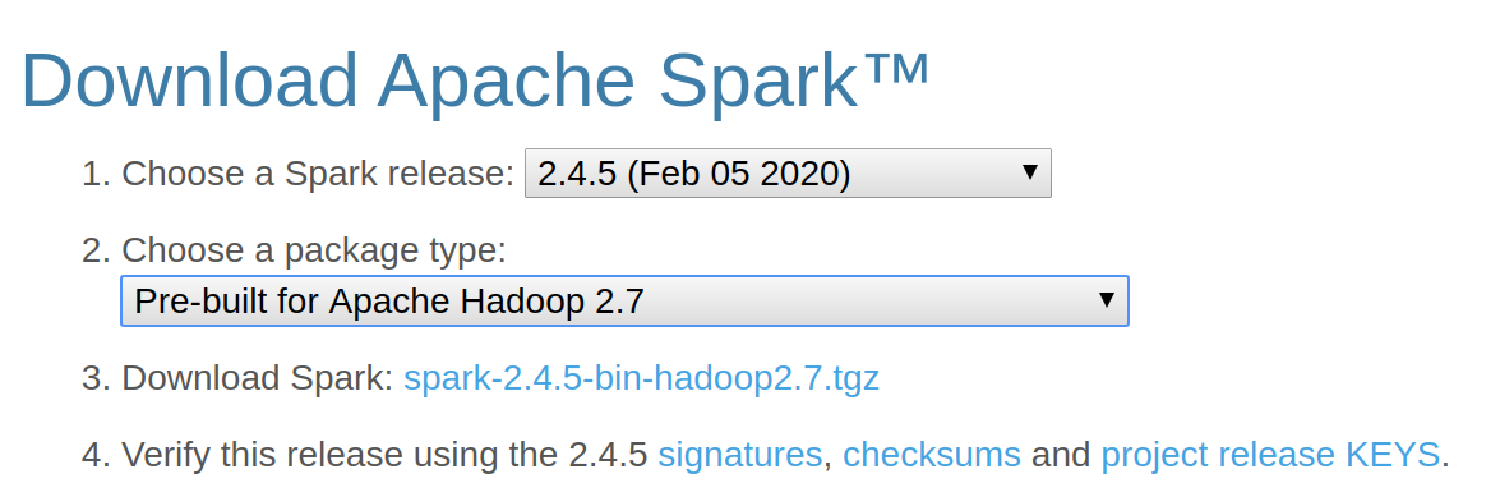 Download Apache Spark™
1. Choose a Spark release: 2.4.5 (Feb 05 2020)
2. Choose a package type:
Pre-built for Apache Hadoop 2.7
3. Download Spark: spark-2.4.5-bin-hadoop2.7.tgz
4. Verify this release using the 2.4.5 signatures, checksums and project release KEYS.